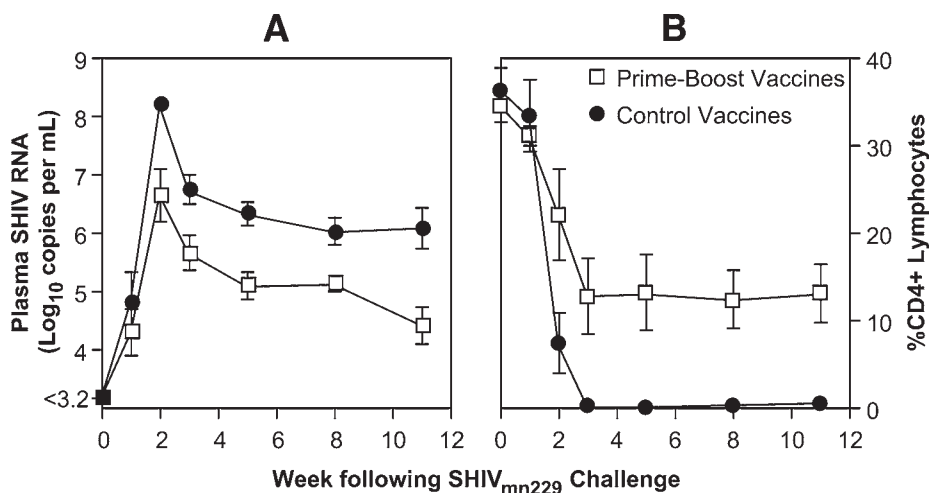 A
B
9
8
7
6
5
4
<3.2
Plasma SHIV RNA
(Log10 copies per mL)
0 2 4 6 8 10 12
Prime-Boost Vaccines
Control Vaccines
40
30
20
10
0
%CD4+ Lymphocytes
0 2 4 6 8 10 12
Week following SHIVmn229 Challenge